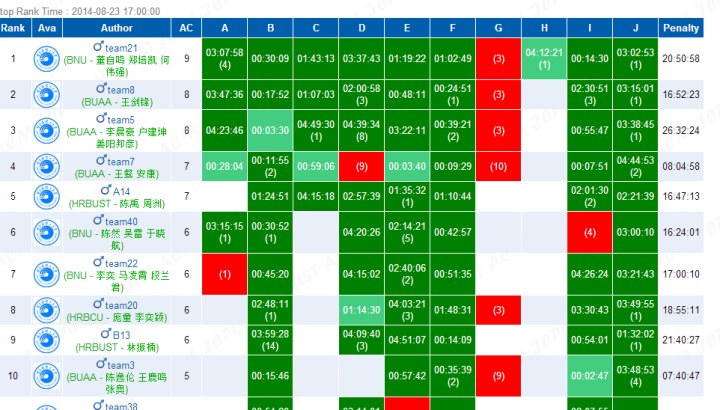 top Rank Time : 2014-08-23 17:00:00
Rank Ava Author AC A B C D E F G H I J Penalty
1 team21 (BNU - 董自鸣 郑培凯 何伟强) 9 03:07:58 (4) 00:30:09 01:43:13 03:37:43 01:19:22 01:02:49 (3) 04:12:21 (1) 00:14:30 03:02:53 (1) 20:50:58
2 team8 (BUAA - 王剑锋) 8 03:47:36 00:17:52 01:07:03 02:00:58 (3) 00:48:11 00:24:51 (1) (3) 02:30:51 (3) 03:15:01 (1) 16:52:23
3 team5 (BUAA - 李晨豪 户建坤 姜阳邦彦) 8 04:23:46 00:03:30 04:49:30 (1) 04:39:34 (8) 03:22:11 00:39:21 (2) (3) 00:55:47 03:38:45 (1) 26:32:24
4 team7 (BUAA - 王懿 安康) 7 00:28:04 00:11:55 (2) 00:59:06 (9) 00:03:40 00:09:29 (10) 00:07:51 04:44:53 (2) 08:04:58
5 A14 (HRBUST - 陈禹 周洲) 7 01:24:51 04:15:18 02:57:39 01:35:32 (1) 01:10:44 02:01:30 (2) 02:21:39 16:47:13
6 team40 (BNU - 陈然 吴雷 于晓航) 6 03:15:15 (1) 00:30:52 (1) 04:20:26 02:14:21 (5) 00:42:57 (4) 03:00:10 16:24:01
7 team22 (BNU - 李奕 马发霄 段兰君) 6 (1) 00:45:20 04:15:02 02:40:06 (2) 00:51:35 04:26:24 03:21:43 17:00:10
8 team20 (HRBCU - 庞童 李奕颖) 6 02:48:11 (1) 01:14:30 04:03:21 (3) 01:48:31 (3) 03:30:43 03:49:55 (1) 18:55:11
9 B13 (HRBUST - 林振楠) 6 03:59:28 (14) 04:09:40 (3) 04:51:07 00:14:09 00:54:01 01:32:02 (1) 21:40:27
10 team3 (BUAA - 陈逸伦 王鹿鸣 张典) 5 00:15:46 00:57:42 00:35:39 (2) (9) 00:02:47 03:48:53 (4) 07:40:47
team38